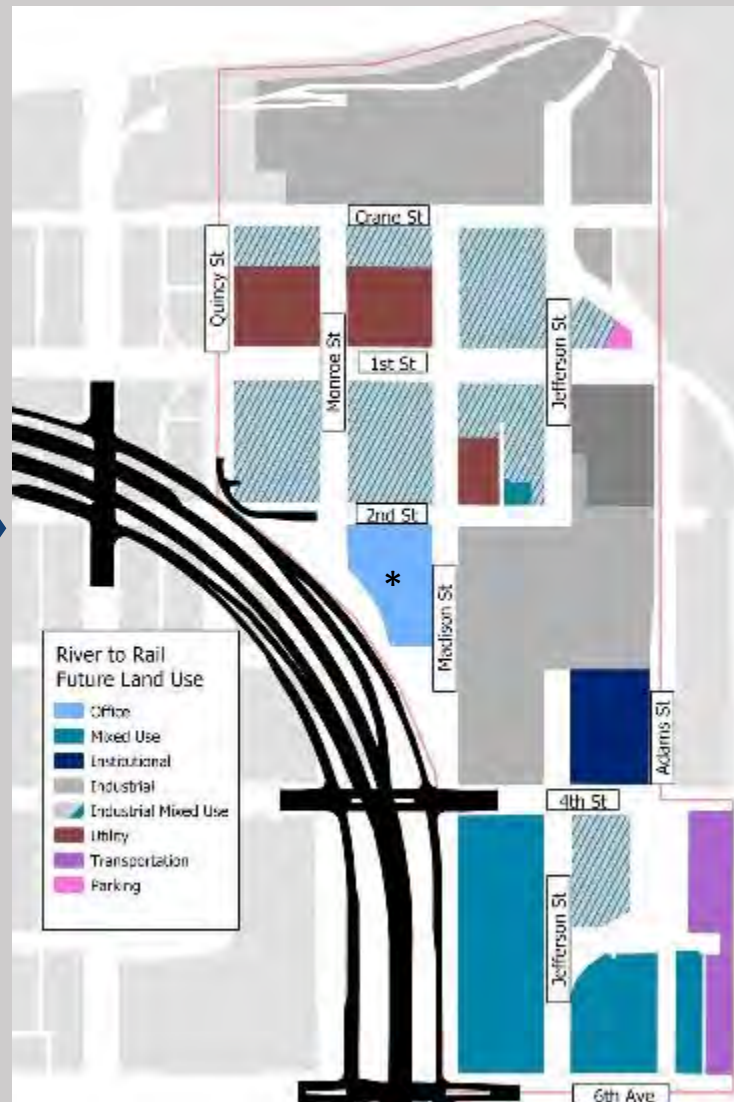 Crane St
Quincy St
Monroe St
1st St
Jefferson St
2nd St
*
Madison St
River to Rail
Future Land Use
Office
Mixed Use
Institutional
Industrial
Industrial Mixed Use
Utility
Transportation
Parking
Adams St
4th St
Jefferson St
6th Ave